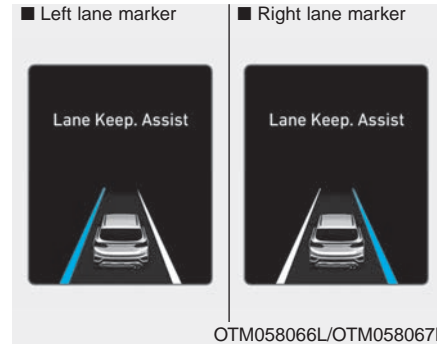 ■ Left lane marker
■ Right lane marker
Lane Keep. Assist
Lane Keep. Assist
OTM058066L/OTM058067L